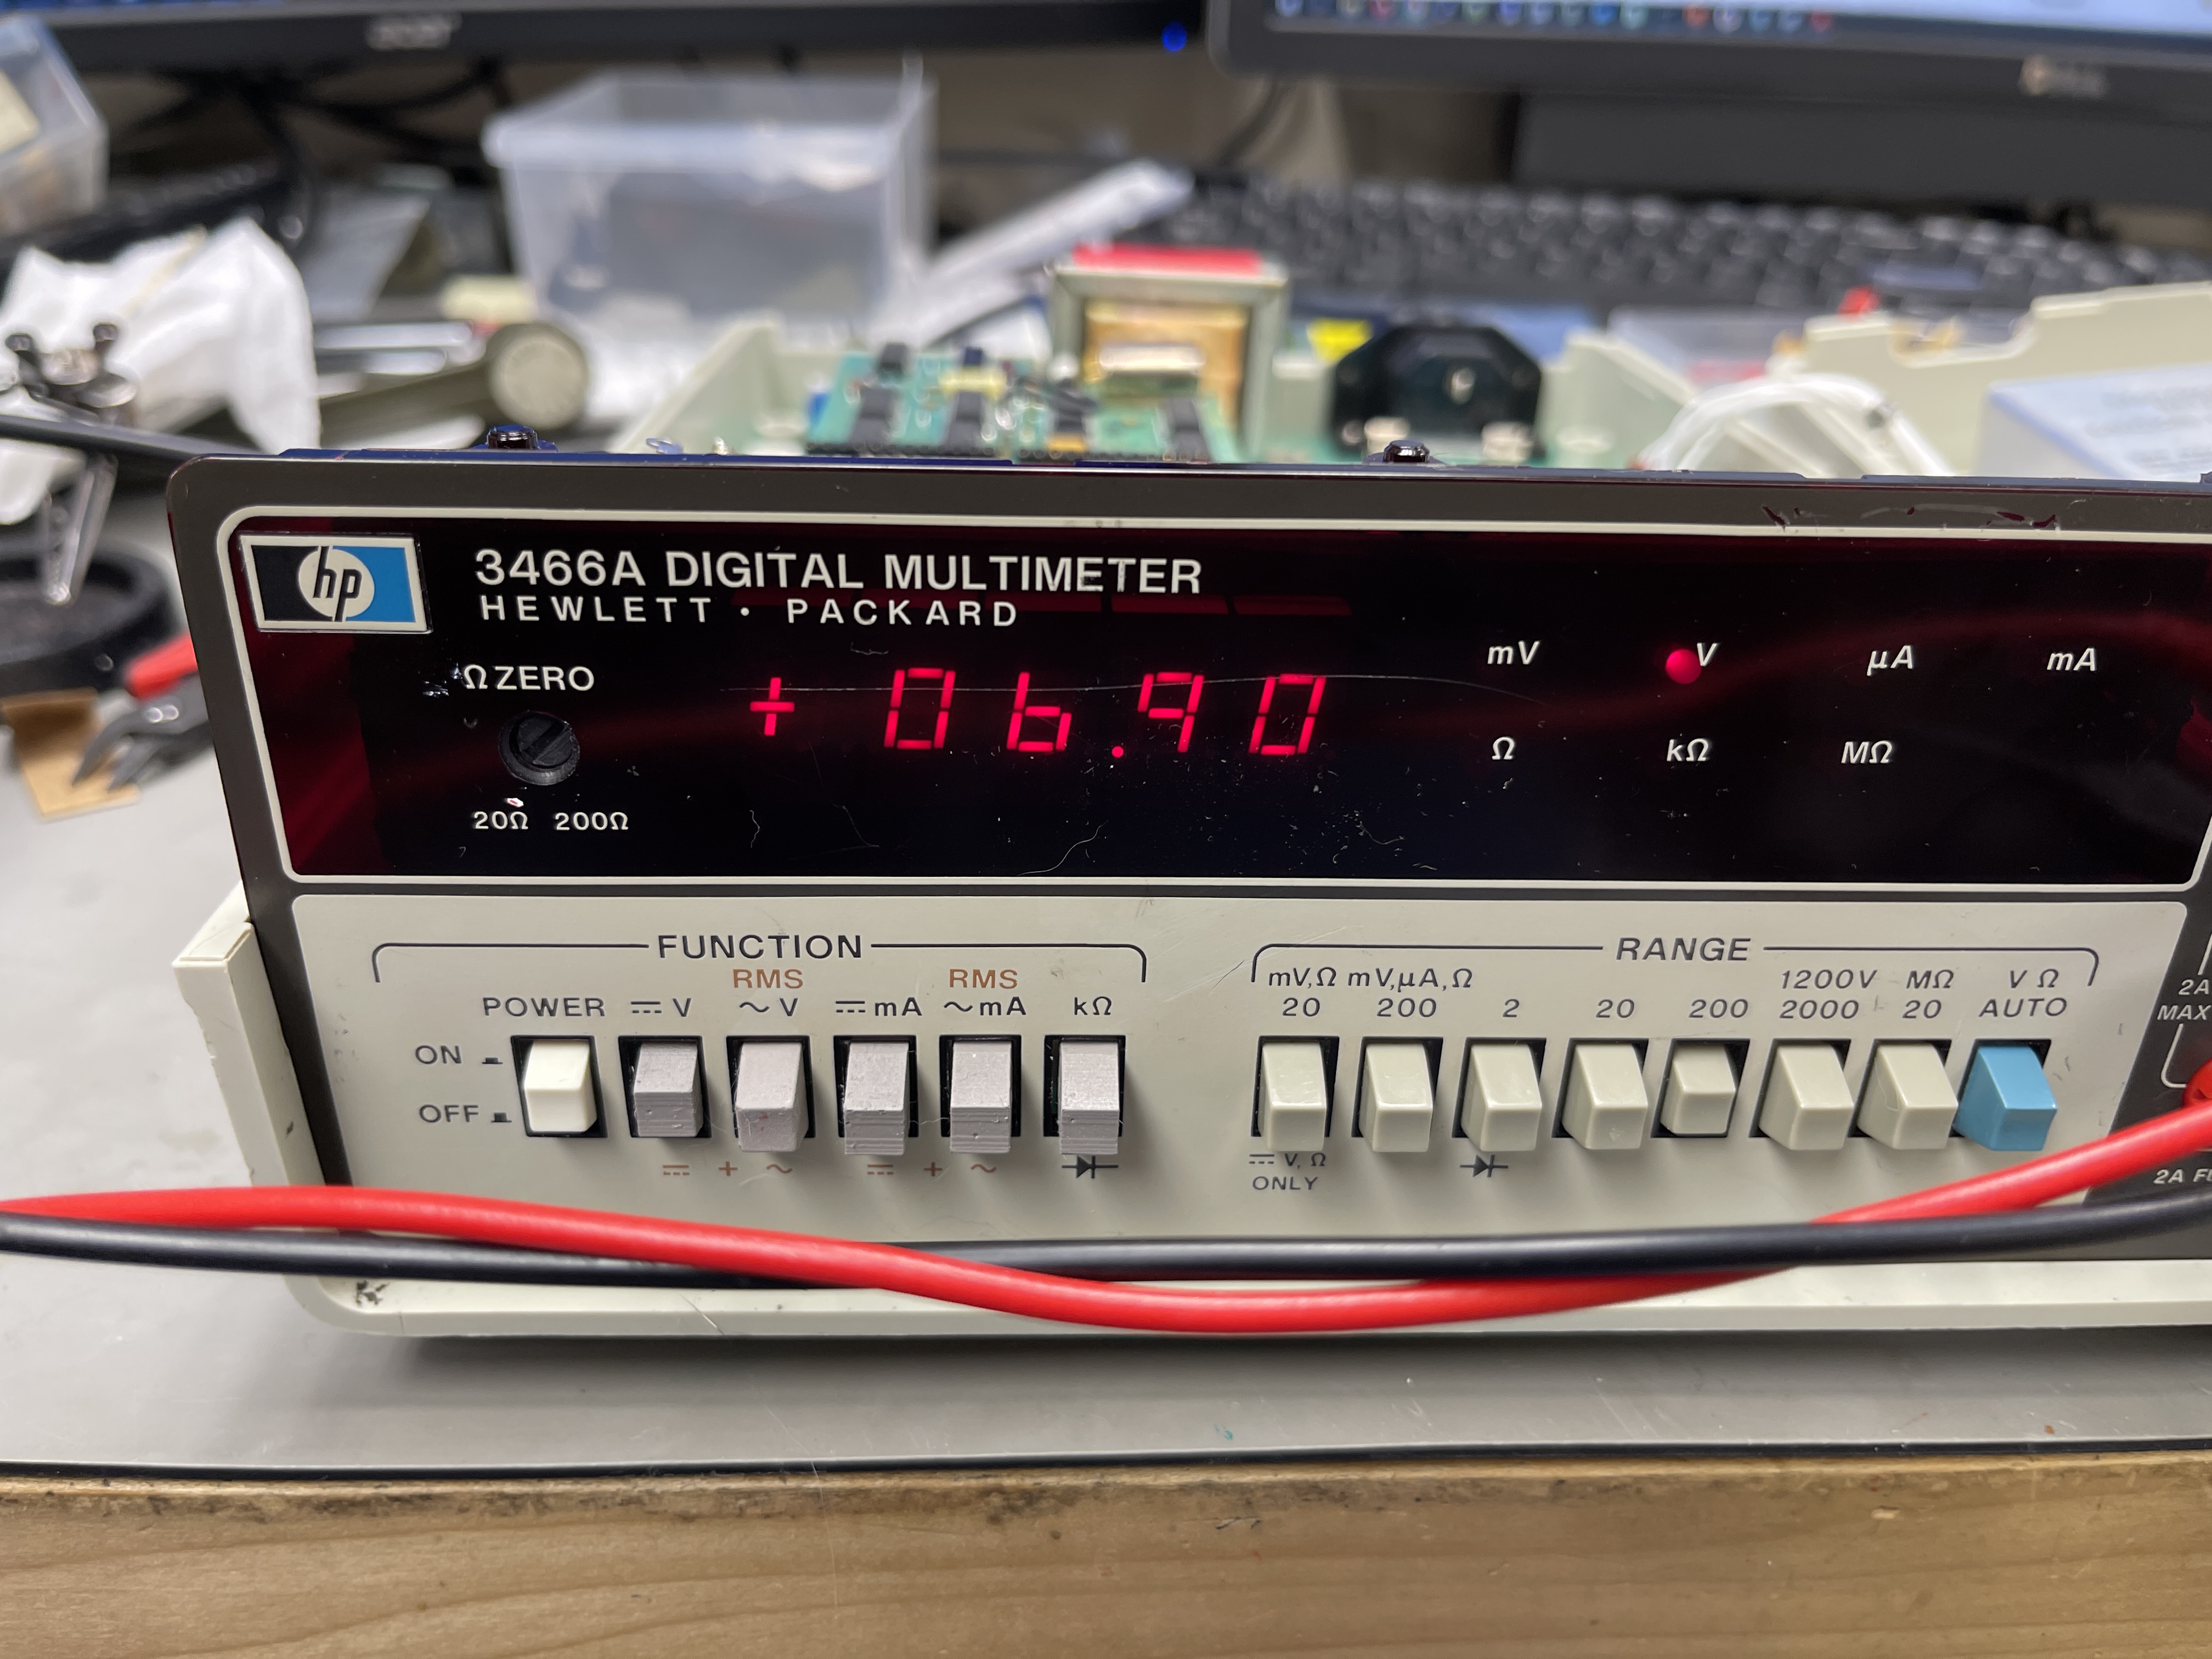 acer
hp
3466A DIGITAL MULTIMETER
HEWLETT · PACKARD
Ω ZERO
20Ω 200Ω
+ 06.90
mV V μA mA
Ω kΩ MΩ
FUNCTION
RMS RMS
POWER ⎓ V ∼ V ⎓ mA ∼mA kΩ
ON
OFF
⎓ + ∼ ⎓ + ∼
RANGE
mV,Ω mV,μA,Ω 1200V MΩ V Ω
20 200 2 20 200 2000 20 AUTO
⎓ V, Ω
ONLY
2A
MAX
2A